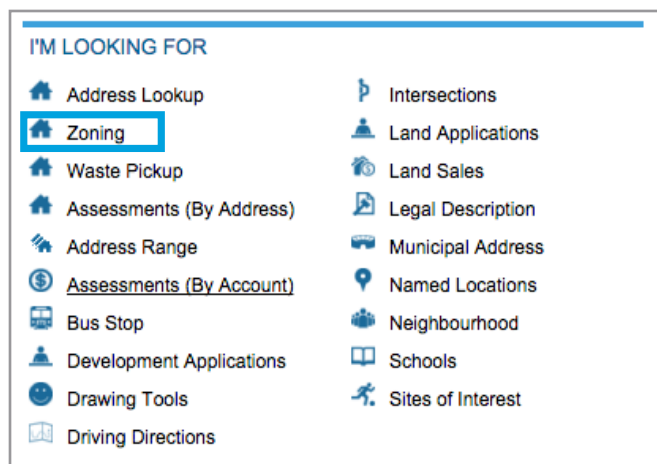 I'M LOOKING FOR
Address Lookup
Zoning
Waste Pickup
Assessments (By Address)
Address Range
Assessments (By Account)
Bus Stop
Development Applications
Drawing Tools
Driving Directions
Intersections
Land Applications
Land Sales
Legal Description
Municipal Address
Named Locations
Neighbourhood
Schools
Sites of Interest